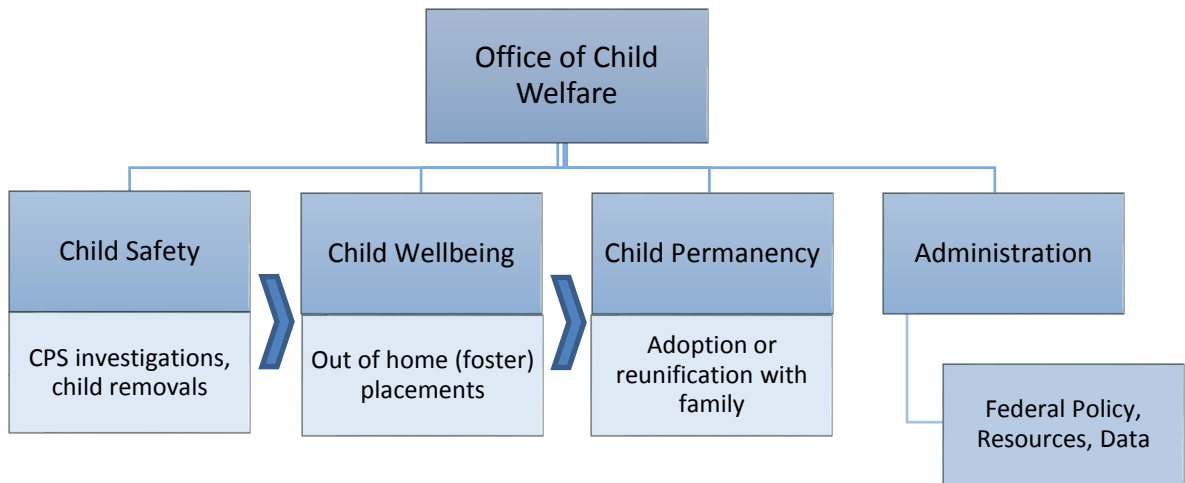 Office of Child
Welfare
Child Safety
CPS investigations,
child removals
Child Wellbeing
Out of home (foster)
placements
Child Permanency
Adoption or
reunification with
family
Administration
Federal Policy,
Resources, Data